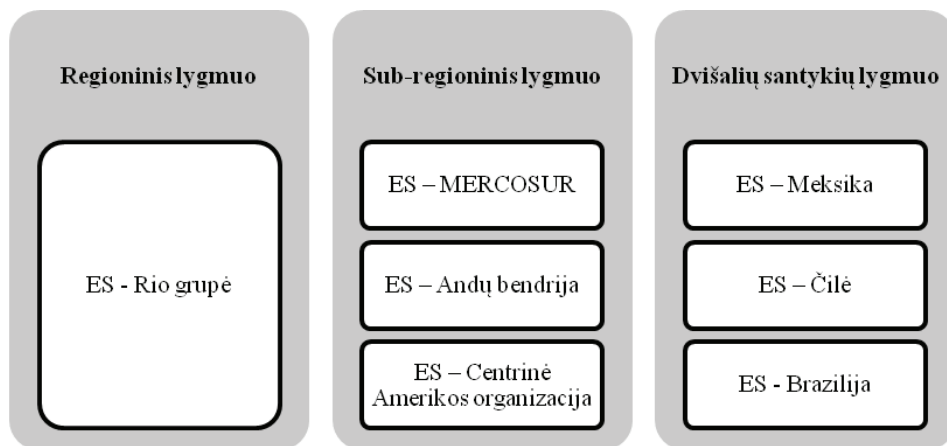 Regioninis lygmuo
ES - Rio grupė
Sub-regioninis lygmuo
ES – MERCOSUR
ES – Andų bendrija
ES – Centrinė
Amerikos organizacija
Dvišalių santykių lygmuo
ES – Meksika
ES – Čilė
ES - Brazilija